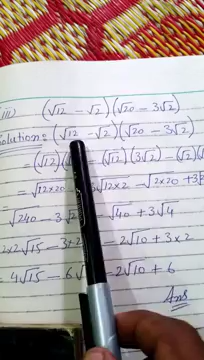 iii) (√12 − √2)(√20 − 3√2)
Solution:- (√12 − √2)(√20 − 3√2)
= (√12)( − (√12)(3√2) − (√2)(
= √12×20 √12×2 − √2×20 + 3
= √240 − 3√2 − √40 + 3√4
2×2√15 − 3×2 − 2√10 + 3×2
= 4√15 − 6√ − 2√10 + 6
Ans